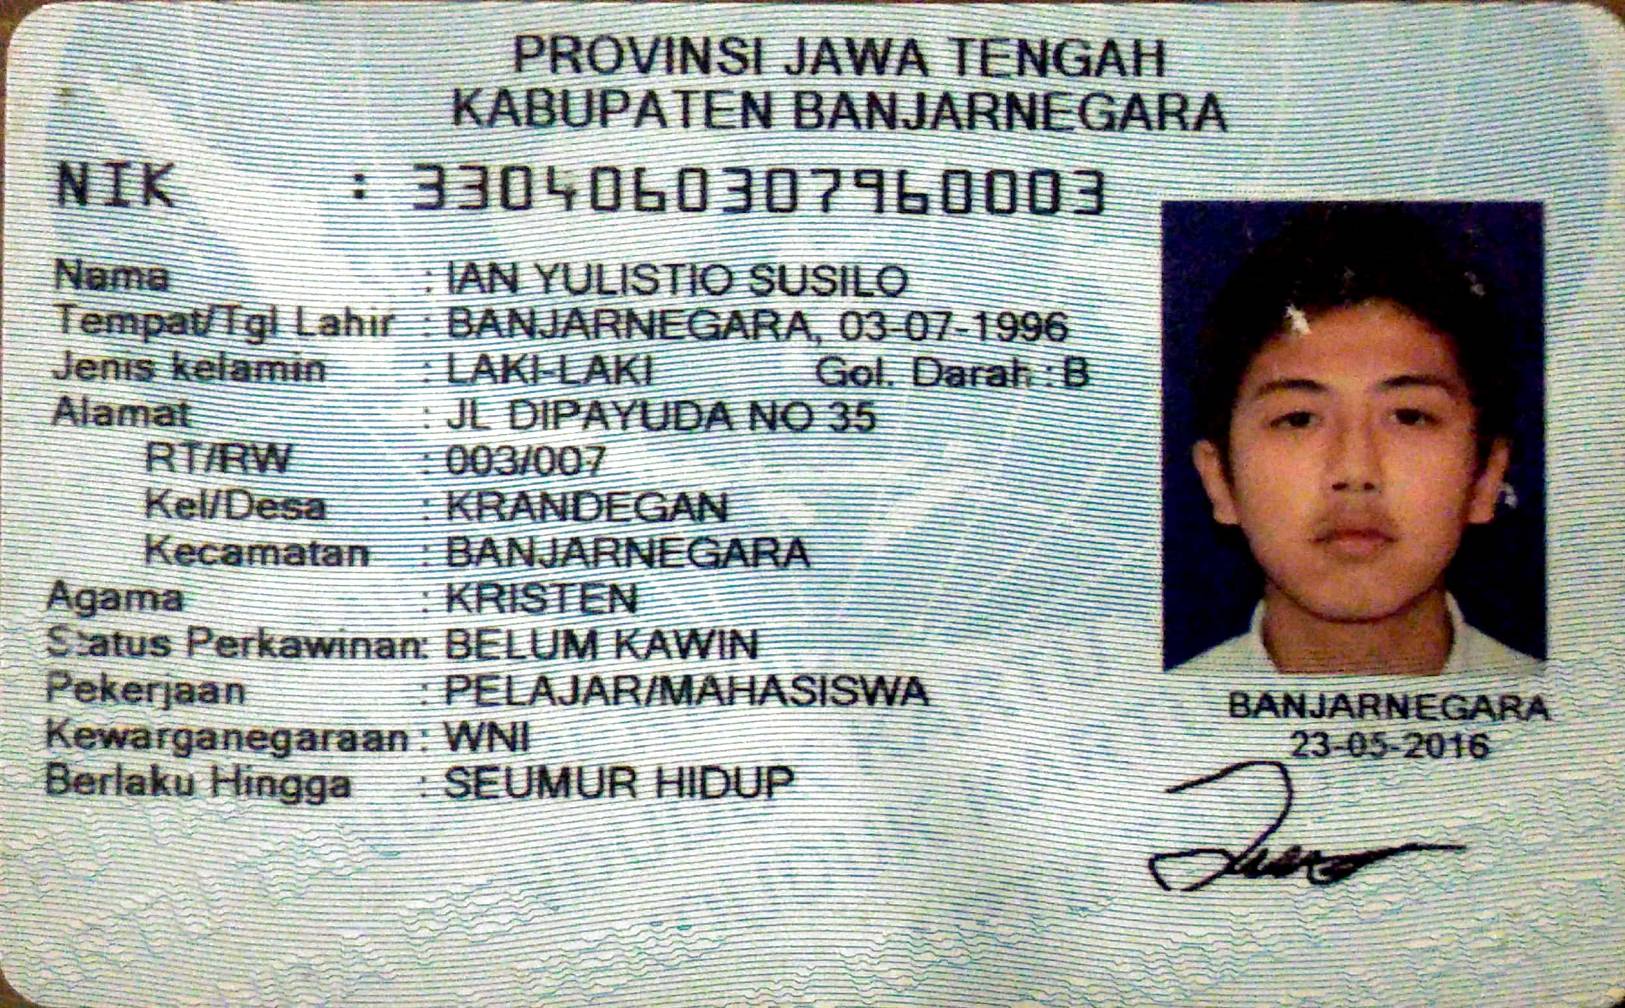 PROVINSI JAWA TENGAH
KABUPATEN BANJARNEGARA
NIK : 3304060307960003
Nama : IAN YULISTIO SUSILO
Tempat/Tgl Lahir : BANJARNEGARA, 03-07-1996
Jenis kelamin : LAKI-LAKI Gol. Darah : B
Alamat : JL DIPAYUDA NO 35
RT/RW : 003/007
Kel/Desa : KRANDEGAN
Kecamatan : BANJARNEGARA
Agama : KRISTEN
Status Perkawinan: BELUM KAWIN
Pekerjaan : PELAJAR/MAHASISWA
Kewarganegaraan : WNI
Berlaku Hingga : SEUMUR HIDUP
BANJARNEGARA
23-05-2016